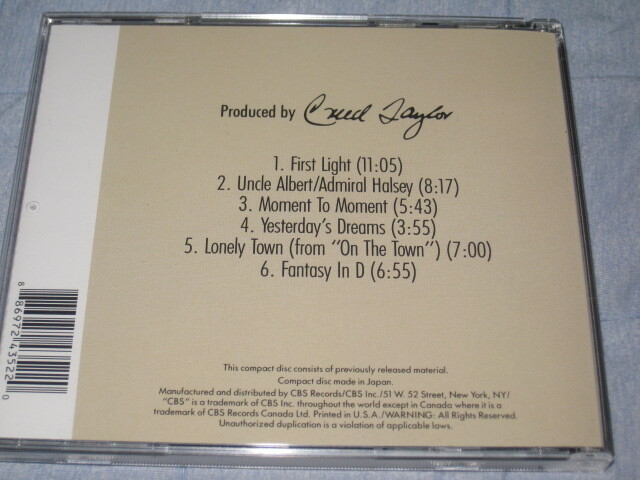 Produced by Creed Taylor
1. First Light (11:05)
2. Uncle Albert/Admiral Halsey (8:17)
3. Moment To Moment (5:43)
4. Yesterday's Dreams (3:55)
5. Lonely Town (from "On The Town") (7:00)
6. Fantasy In D (6:55)
8 86972 43522 0
This compact disc consists of previously released material.
Compact disc made in Japan.
Manufactured and distributed by CBS Records/CBS Inc./51 W. 52 Street, New York, NY/
"CBS" is a trademark of CBS Inc. throughout the world except in Canada where it is a
trademark of CBS Records Canada Ltd. Printed in U.S.A./WARNING: All Rights Reserved.
Unauthorized duplication is a violation of applicable laws.